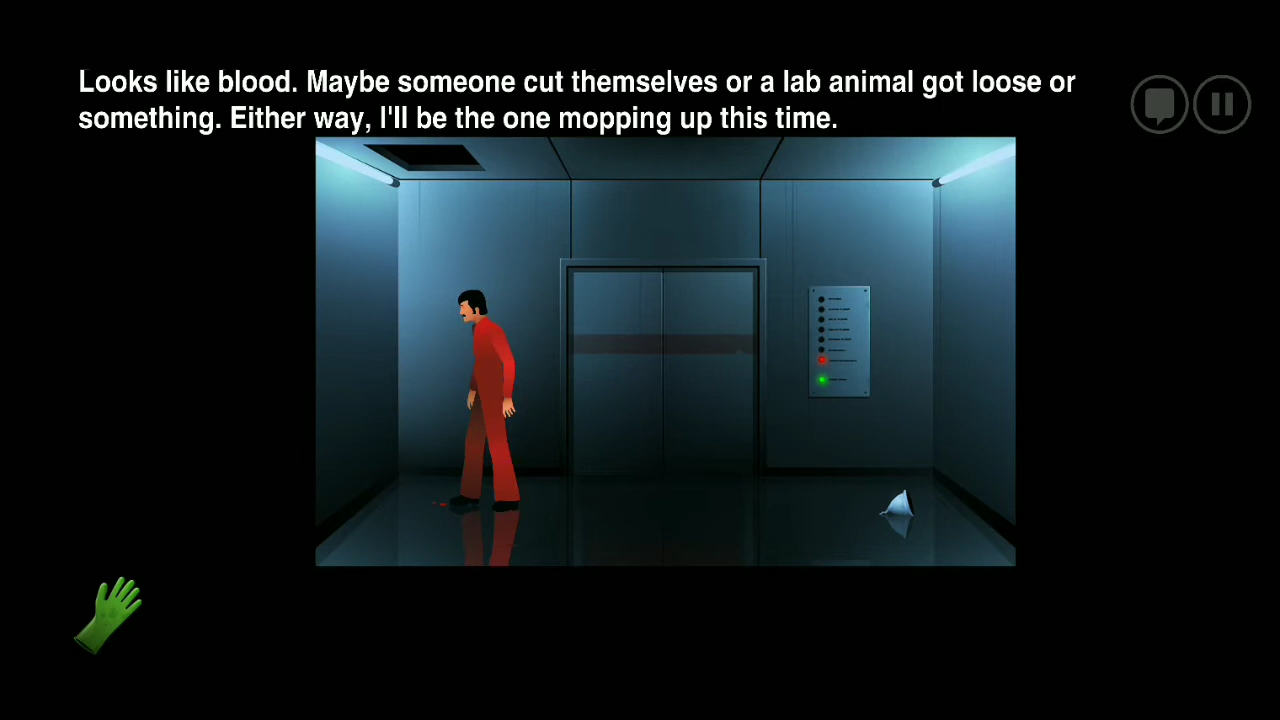 Looks like blood. Maybe someone cut themselves or a lab animal got loose or
something. Either way, I'll be the one mopping up this time.